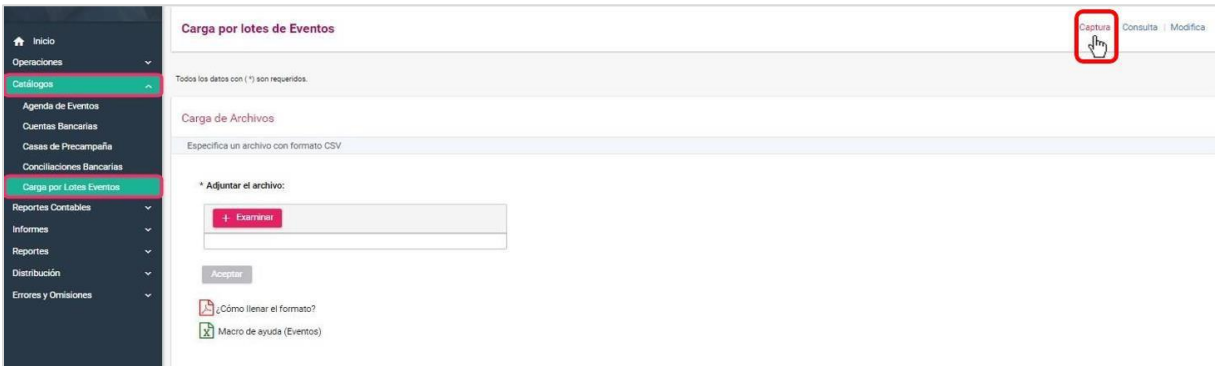 Inicio
Operaciones
Catálogos
Agenda de Eventos
Cuentas Bancarias
Casas de Precampaña
Conciliaciones Bancarias
Carga por Lotes Eventos
Reportes Contables
Informes
Reportes
Distribución
Errores y Omisiones
Carga por lotes de Eventos
Captura | Consulta | Modifica
Todos los datos con ( *) son requeridos.
Carga de Archivos
Especifica un archivo con formato CSV
* Adjuntar el archivo:
+ Examinar
Aceptar
¿Cómo llenar el formato?
Macro de ayuda (Eventos)